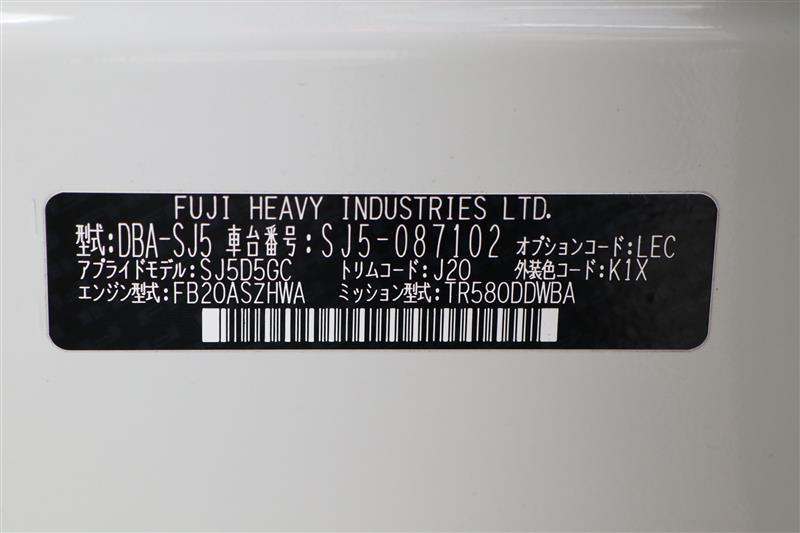 FUJI HEAVY INDUSTRIES LTD.
型式:DBA-SJ5 車台番号:SJ5-087102 オプションコード:LEC
アプライドモデル:SJ5D5GC トリムコード:J20 外装色コード:K1X
エンジン型式:FB20ASZHWA ミッション型式:TR580DDWBA